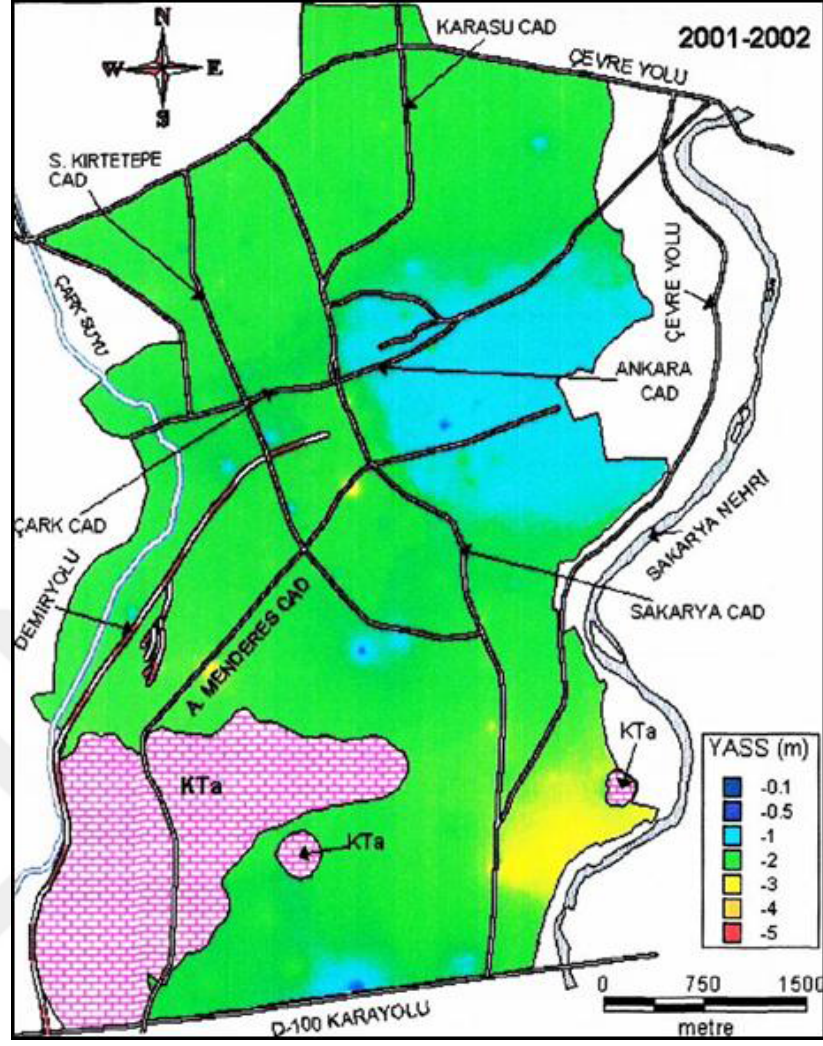 N
W E
S
KARASU CAD
ÇEVRE YOLU
2001-2002
S. KIRTETEPE
CAD
ÇARK SUYU
ÇEVRE YOLU
ANKARA
CAD
ÇARK CAD
DEMİRYOLU
A. MENDERES CAD
SAKARYA NEHRİ
SAKARYA CAD
KTa
KTa
KTa
YASS (m)
-0.1
-0.5
-1
-2
-3
-4
-5
0 750 1500
metre
D-100 KARAYOLU